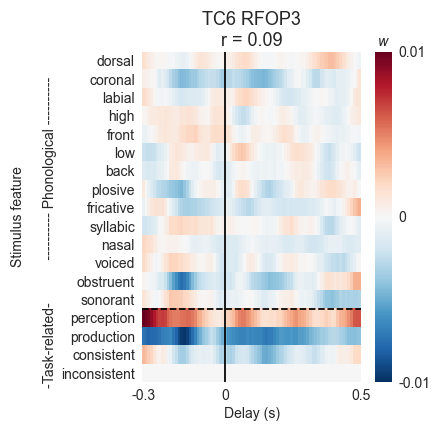 TC6 RFOP3
r = 0.09
w
dorsal
coronal
labial
high
front
low
back
plosive
fricative
syllabic
nasal
voiced
obstruent
sonorant
perception
production
consistent
inconsistent
Stimulus feature
---------- Phonological ----------
-Task-related-
0.01
0
-0.01
-0.3
0
0.5
Delay (s)